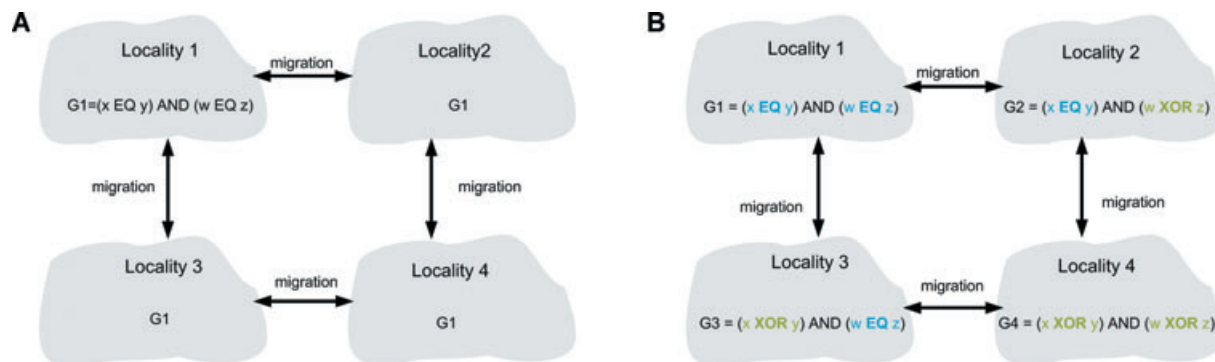 A
Locality 1
migration
Locality2
G1=(x EQ y) AND (w EQ z)
G1
migration
migration
Locality 3
migration
Locality 4
G1
G1
B
Locality 1
migration
Locality 2
G1 = (x EQ y) AND (w EQ z)
G2 = (x EQ y) AND (w XOR z)
migration
migration
Locality 3
migration
Locality 4
G3 = (x XOR y) AND (w EQ z)
G4 = (x XOR y) AND (w XOR z)